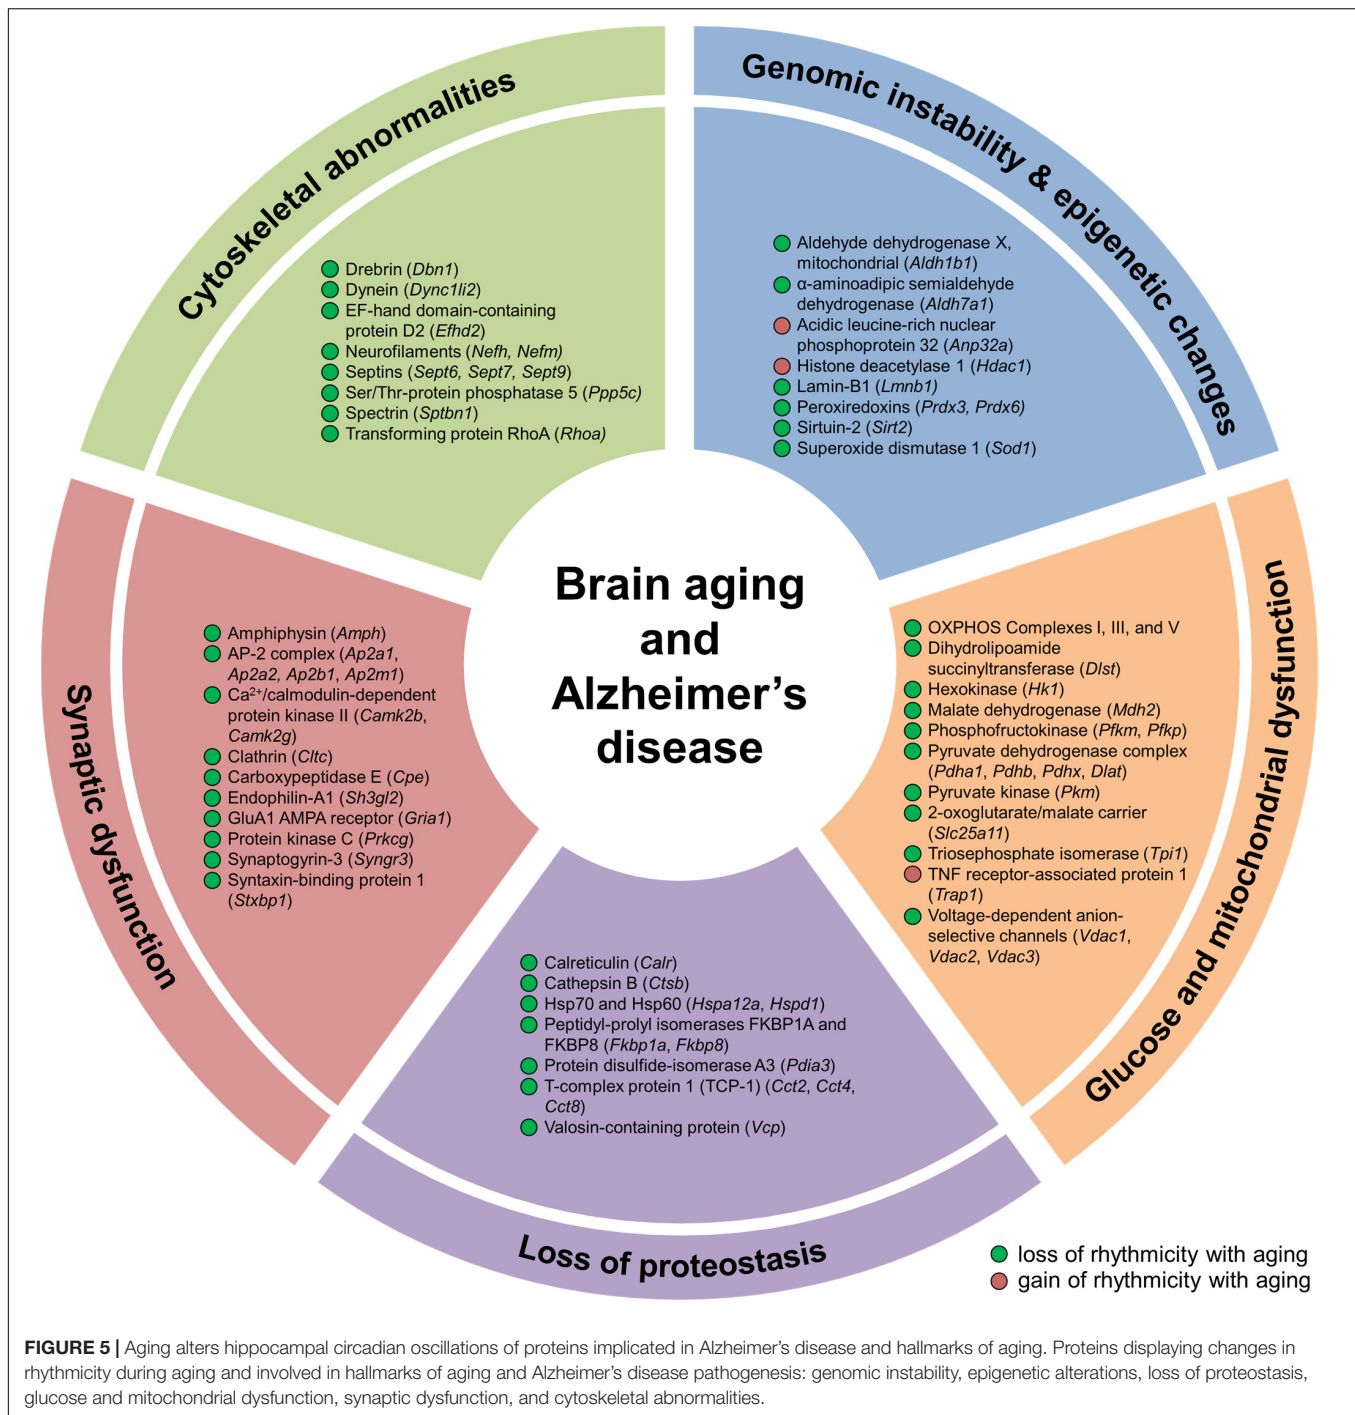 Cytoskeletal abnormalities
Drebrin (Dbn1)
Dynein (Dync1li2)
EF-hand domain-containing
protein D2 (Efhd2)
Neurofilaments (Nefh, Nefm)
Septins (Sept6, Sept7, Sept9)
Ser/Thr-protein phosphatase 5 (Ppp5c)
Spectrin (Sptbn1)
Transforming protein RhoA (Rhoa)
Genomic instability & epigenetic changes
Aldehyde dehydrogenase X,
mitochondrial (Aldh1b1)
α-aminoadipic semialdehyde
dehydrogenase (Aldh7a1)
Acidic leucine-rich nuclear
phosphoprotein 32 (Anp32a)
Histone deacetylase 1 (Hdac1)
Lamin-B1 (Lmnb1)
Peroxiredoxins (Prdx3, Prdx6)
Sirtuin-2 (Sirt2)
Superoxide dismutase 1 (Sod1)
Brain aging
and
Alzheimer's
disease
Glucose and mitochondrial dysfunction
OXPHOS Complexes I, III, and V
Dihydrolipoamide
succinyltransferase (Dlst)
Hexokinase (Hk1)
Malate dehydrogenase (Mdh2)
Phosphofructokinase (Pfkm, Pfkp)
Pyruvate dehydrogenase complex
(Pdha1, Pdhb, Pdhx, Dlat)
Pyruvate kinase (Pkm)
2-oxoglutarate/malate carrier
(Slc25a11)
Triosephosphate isomerase (Tpi1)
TNF receptor-associated protein 1
(Trap1)
Voltage-dependent anion-
selective channels (Vdac1,
Vdac2, Vdac3)
Synaptic dysfunction
Amphiphysin (Amph)
AP-2 complex (Ap2a1,
Ap2a2, Ap2b1, Ap2m1)
Ca2+/calmodulin-dependent
protein kinase II (Camk2b,
Camk2g)
Clathrin (Cltc)
Carboxypeptidase E (Cpe)
Endophilin-A1 (Sh3gl2)
GluA1 AMPA receptor (Gria1)
Protein kinase C (Prkcg)
Synaptogyrin-3 (Syngr3)
Syntaxin-binding protein 1
(Stxbp1)
Calreticulin (Calr)
Cathepsin B (Ctsb)
Hsp70 and Hsp60 (Hspa12a, Hspd1)
Peptidyl-prolyl isomerases FKBP1A and
FKBP8 (Fkbp1a, Fkbp8)
Protein disulfide-isomerase A3 (Pdia3)
T-complex protein 1 (TCP-1) (Cct2, Cct4,
Cct8)
Valosin-containing protein (Vcp)
Loss of proteostasis
loss of rhythmicity with aging
gain of rhythmicity with aging
FIGURE 5 | Aging alters hippocampal circadian oscillations of proteins implicated in Alzheimer's disease and hallmarks of aging. Proteins displaying changes in
rhythmicity during aging and involved in hallmarks of aging and Alzheimer's disease pathogenesis: genomic instability, epigenetic alterations, loss of proteostasis,
glucose and mitochondrial dysfunction, synaptic dysfunction, and cytoskeletal abnormalities.